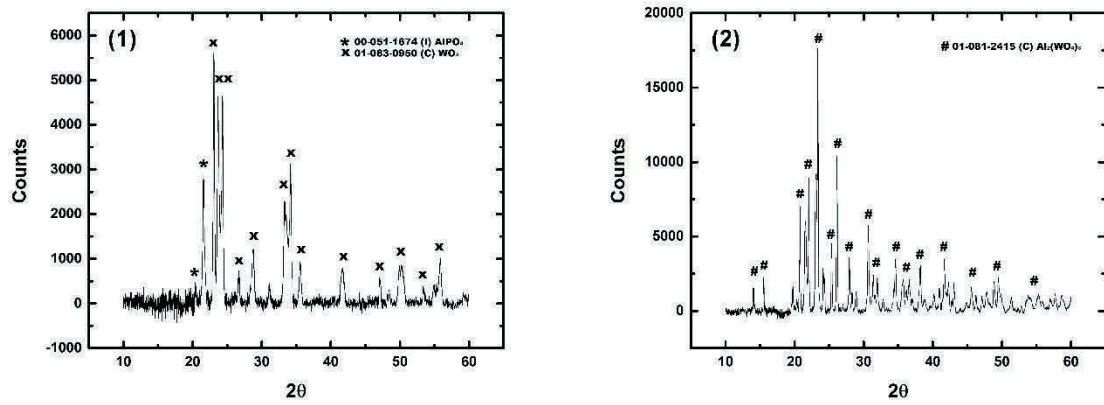 (1)
* 00-051-1674 (I) AlPO₄
x 01-083-0950 (C) WO₃
6000
5000
4000
3000
2000
1000
0
-1000
Counts
10 20 30 40 50 60
2θ
(2)
# 01-081-2415 (C) Al₂(WO₄)₃
20000
15000
10000
5000
0
Counts
10 20 30 40 50 60
2θ